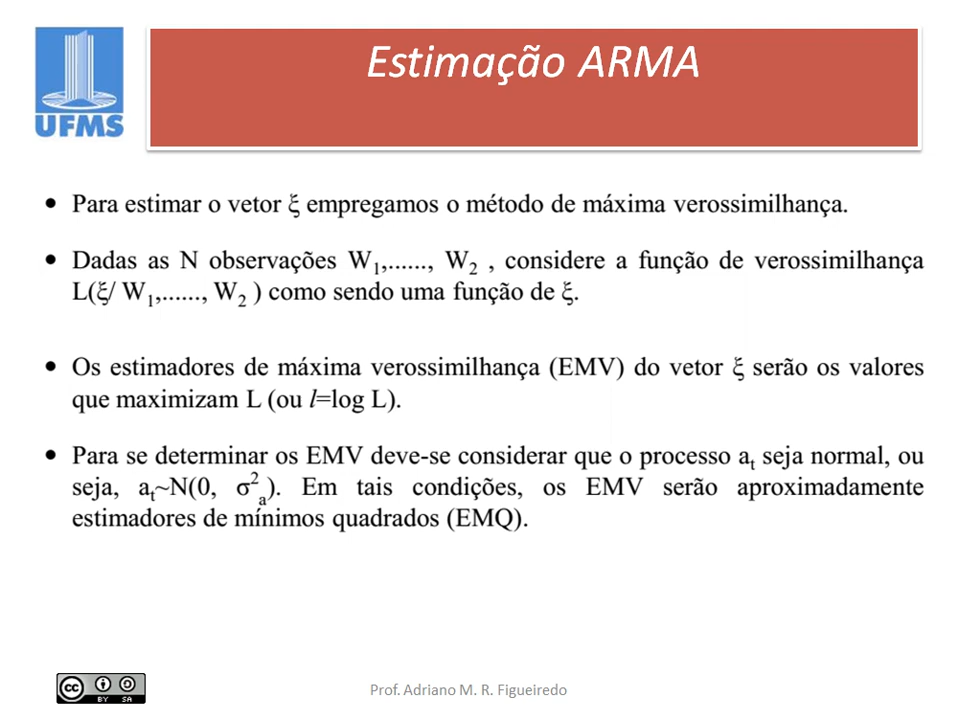 UFMS
Estimação ARMA
• Para estimar o vetor ξ empregamos o método de máxima verossimilhança.
• Dadas as N observações W₁,......, W₂ , considere a função de verossimilhança
L(ξ/ W₁,......, W₂ ) como sendo uma função de ξ.
• Os estimadores de máxima verossimilhança (EMV) do vetor ξ serão os valores
que maximizam L (ou l=log L).
• Para se determinar os EMV deve-se considerar que o processo aₜ seja normal, ou
seja, aₜ~N(0, σ²ₐ). Em tais condições, os EMV serão aproximadamente
estimadores de mínimos quadrados (EMQ).
cc BY SA
Prof. Adriano M. R. Figueiredo